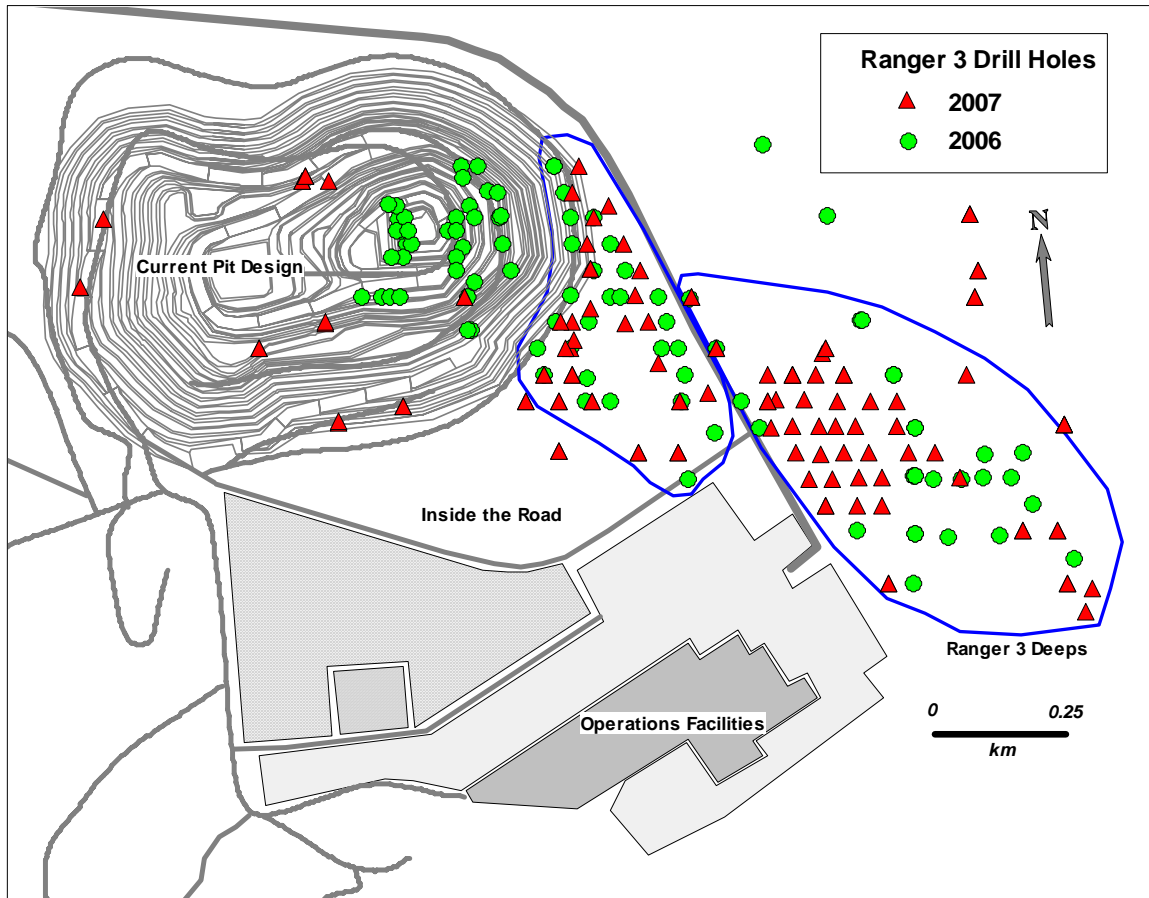 Ranger 3 Drill Holes
2007
2006
N
Current Pit Design
Inside the Road
Ranger 3 Deeps
Operations Facilities
0 0.25
km